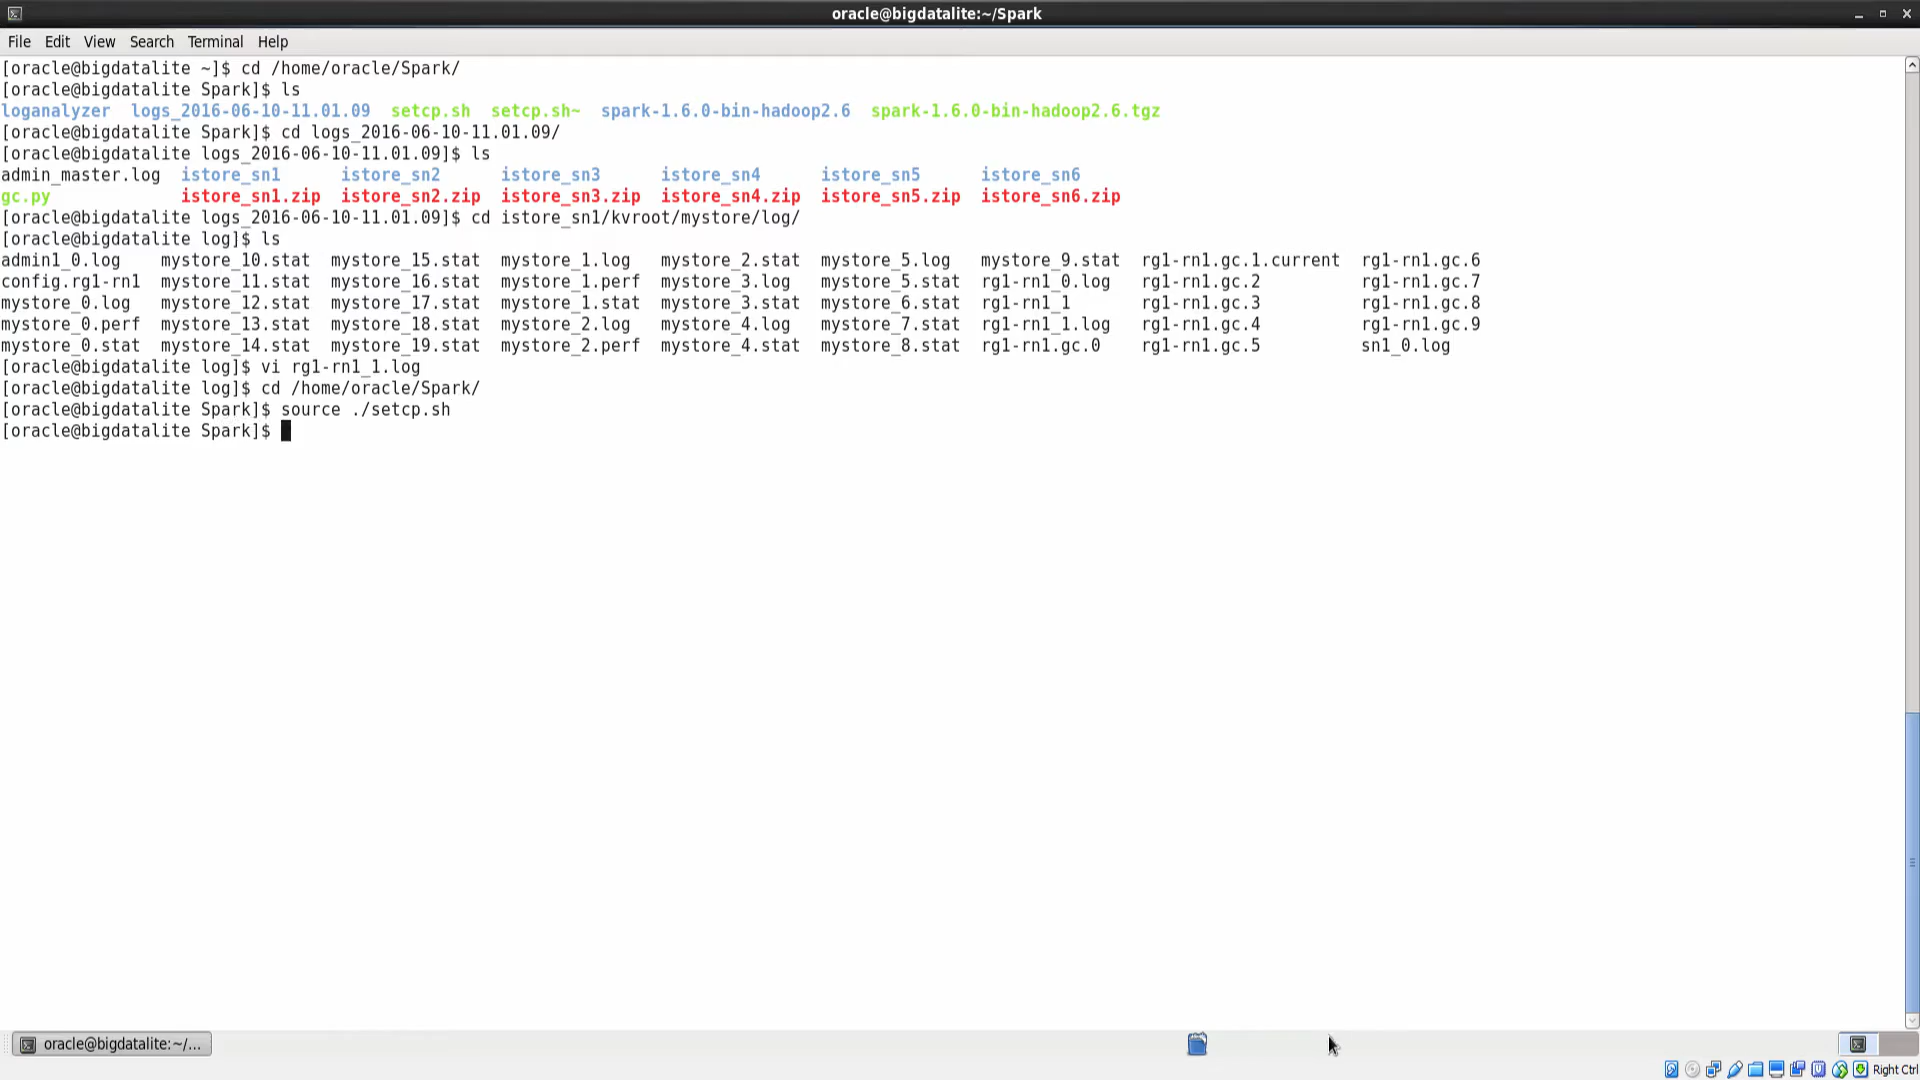 oracle@bigdatalite:~/Spark
File Edit View Search Terminal Help
[oracle@bigdatalite ~]$ cd /home/oracle/Spark/
[oracle@bigdatalite Spark]$ ls
loganalyzer logs_2016-06-10-11.01.09 setcp.sh setcp.sh~ spark-1.6.0-bin-hadoop2.6 spark-1.6.0-bin-hadoop2.6.tgz
[oracle@bigdatalite Spark]$ cd logs_2016-06-10-11.01.09/
[oracle@bigdatalite logs_2016-06-10-11.01.09]$ ls
admin_master.log istore_sn1 istore_sn2 istore_sn3 istore_sn4 istore_sn5 istore_sn6
gc.py istore_sn1.zip istore_sn2.zip istore_sn3.zip istore_sn4.zip istore_sn5.zip istore_sn6.zip
[oracle@bigdatalite logs_2016-06-10-11.01.09]$ cd istore_sn1/kvroot/mystore/log/
[oracle@bigdatalite log]$ ls
admin1_0.log mystore_10.stat mystore_15.stat mystore_1.log mystore_2.stat mystore_5.log mystore_9.stat rg1-rn1.gc.1.current rg1-rn1.gc.6
config.rg1-rn1 mystore_11.stat mystore_16.stat mystore_1.perf mystore_3.log mystore_5.stat rg1-rn1_0.log rg1-rn1.gc.2 rg1-rn1.gc.7
mystore_0.log mystore_12.stat mystore_17.stat mystore_1.stat mystore_3.stat mystore_6.stat rg1-rn1_1 rg1-rn1.gc.3 rg1-rn1.gc.8
mystore_0.perf mystore_13.stat mystore_18.stat mystore_2.log mystore_4.log mystore_7.stat rg1-rn1_1.log rg1-rn1.gc.4 rg1-rn1.gc.9
mystore_0.stat mystore_14.stat mystore_19.stat mystore_2.perf mystore_4.stat mystore_8.stat rg1-rn1.gc.0 rg1-rn1.gc.5 sn1_0.log
[oracle@bigdatalite log]$ vi rg1-rn1_1.log
[oracle@bigdatalite log]$ cd /home/oracle/Spark/
[oracle@bigdatalite Spark]$ source ./setcp.sh
[oracle@bigdatalite Spark]$
oracle@bigdatalite:~/...
Right Ctrl